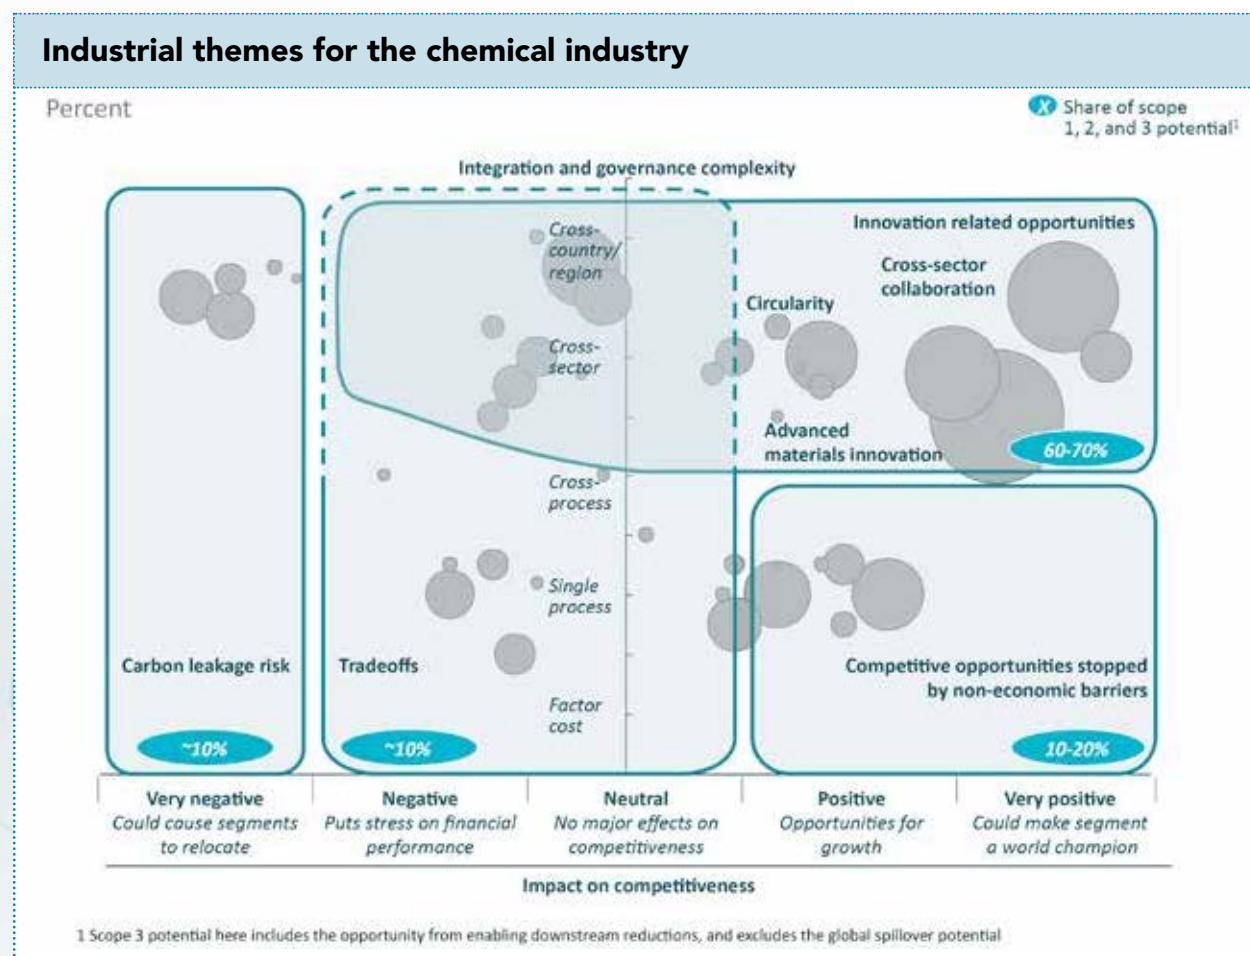 Industrial themes for the chemical industry
Percent
X Share of scope
1, 2, and 3 potential¹
Integration and governance complexity
Cross-
country/
region
Cross-
sector
Cross-
process
Single
process
Factor
cost
Innovation related opportunities
Cross-sector
collaboration
Circularity
Advanced
materials innovation
60-70%
Carbon leakage risk
~10%
Tradeoffs
~10%
Competitive opportunities stopped
by non-economic barriers
10-20%
Very negative
Could cause segments
to relocate
Negative
Puts stress on financial
performance
Neutral
No major effects on
competitiveness
Positive
Opportunities for
growth
Very positive
Could make segment
a world champion
Impact on competitiveness
1 Scope 3 potential here includes the opportunity from enabling downstream reductions, and excludes the global spillover potential